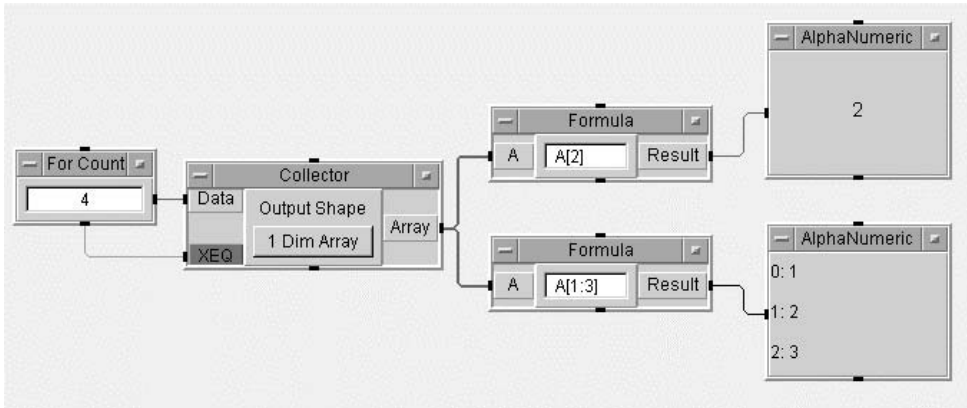 For Count
4
Collector
Data
XEQ
Output Shape
1 Dim Array
Array
Formula
A
A[2]
Result
AlphaNumeric
2
Formula
A
A[1:3]
Result
AlphaNumeric
0: 1
1: 2
2: 3